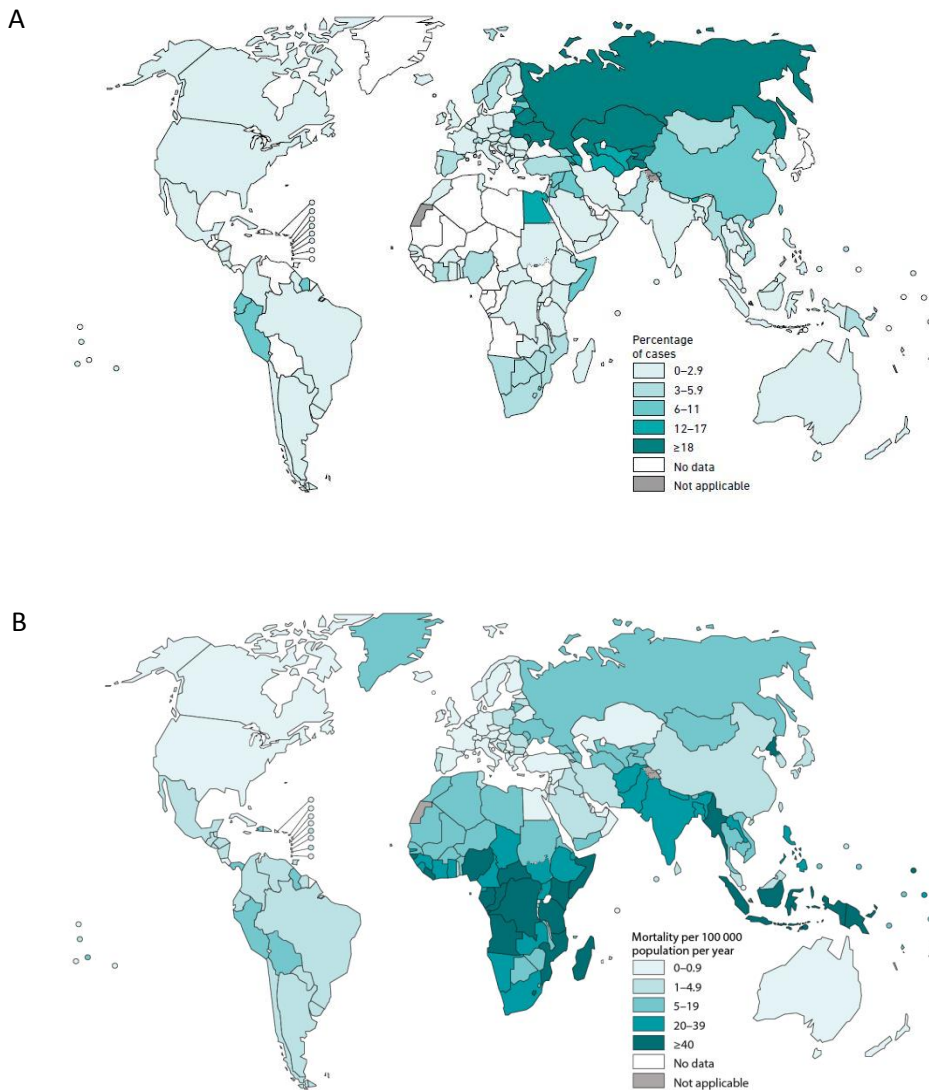 A
Percentage
of cases
0–2.9
3–5.9
6–11
12–17
≥18
No data
Not applicable
B
Mortality per 100 000
population per year
0–0.9
1–4.9
5–19
20–39
≥40
No data
Not applicable